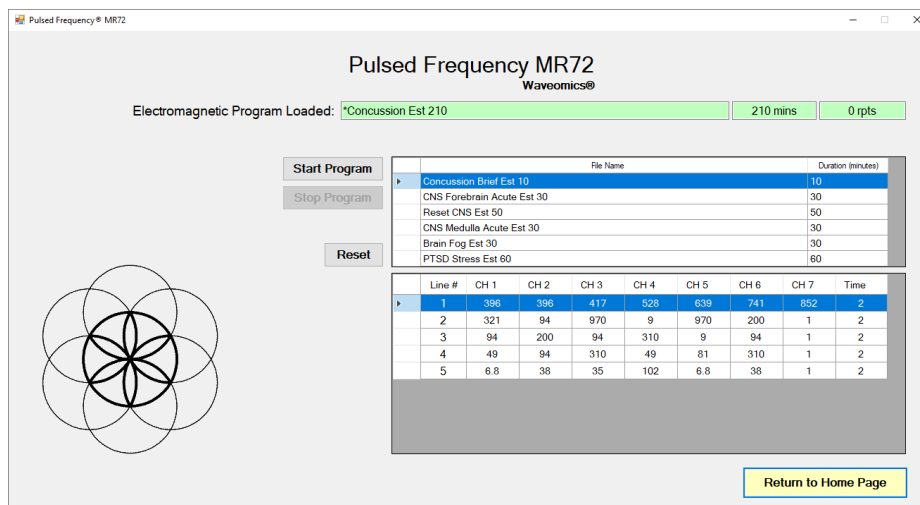 Pulsed Frequency® MR72
Pulsed Frequency MR72
Waveomics®
Electromagnetic Program Loaded: *Concussion Est 210 210 mins 0 rpts
Start Program
Stop Program
Reset
File Name Duration (minutes)
Concussion Brief Est 10 10
CNS Forebrain Acute Est 30 30
Reset CNS Est 50 50
CNS Medulla Acute Est 30 30
Brain Fog Est 30 30
PTSD Stress Est 60 60
Line # CH 1 CH 2 CH 3 CH 4 CH 5 CH 6 CH 7 Time
1 396 396 417 528 639 741 852 2
2 321 94 970 9 970 200 1 2
3 94 200 94 310 9 94 1 2
4 49 94 310 49 81 310 1 2
5 6.8 38 35 102 6.8 38 1 2
Return to Home Page